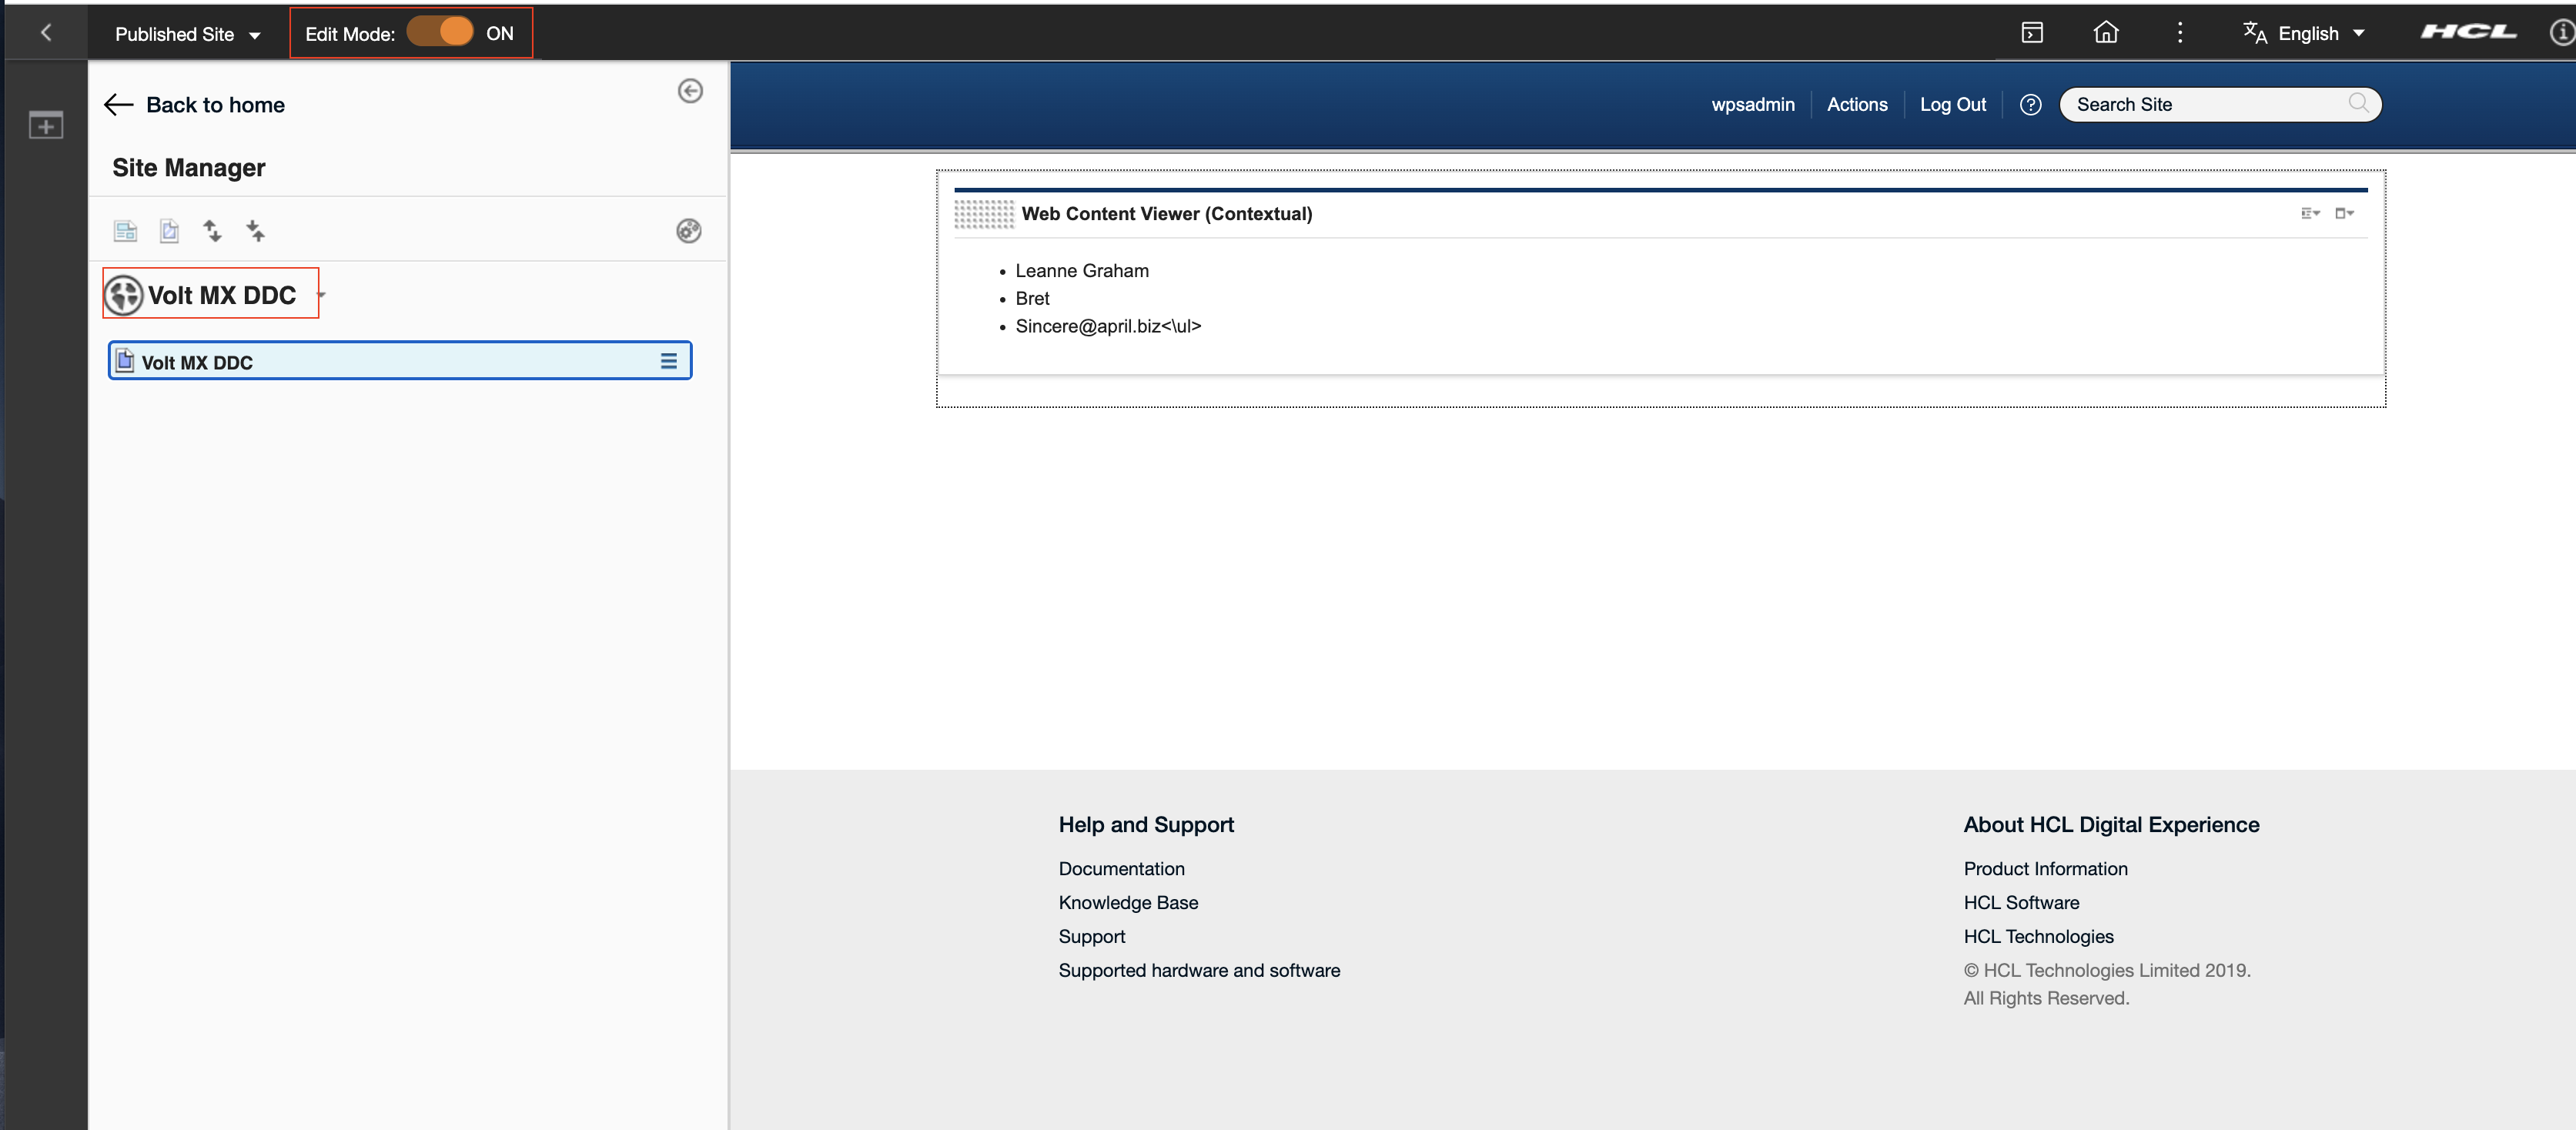 Published Site
Edit Mode: ON
English
HCL
Back to home
Site Manager
Volt MX DDC
Volt MX DDC
wpsadmin
Actions
Log Out
Search Site
Web Content Viewer (Contextual)
Leanne Graham
Bret
Sincere@april.biz<\ul>
Help and Support
Documentation
Knowledge Base
Support
Supported hardware and software
About HCL Digital Experience
Product Information
HCL Software
HCL Technologies
© HCL Technologies Limited 2019.
All Rights Reserved.